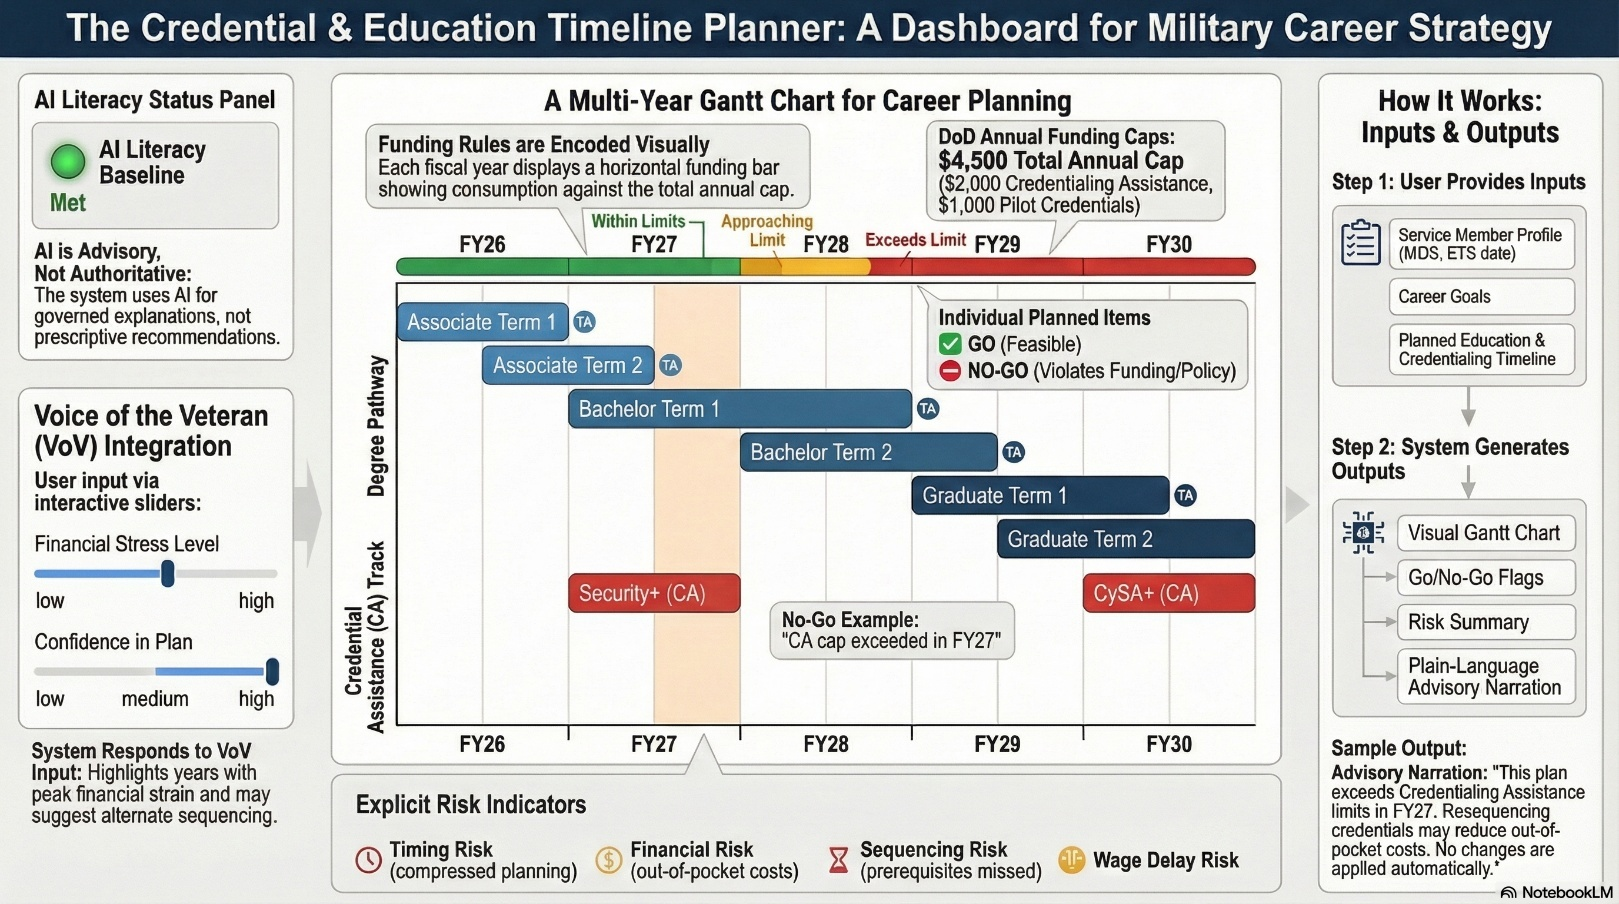 The Credential & Education Timeline Planner: A Dashboard for Military Career Strategy
AI Literacy Status Panel
AI Literacy
Baseline
Met
AI is Advisory,
Not Authoritative:
The system uses AI for
governed explanations, not
prescriptive recommendations.
Voice of the Veteran
(VoV) Integration
User input via
interactive sliders:
Financial Stress Level
low high
Confidence in Plan
low medium high
System Responds to VoV
Input: Highlights years with
peak financial strain and may
suggest alternate sequencing.
A Multi-Year Gantt Chart for Career Planning
Funding Rules are Encoded Visually
Each fiscal year displays a horizontal funding bar
showing consumption against the total annual cap.
DoD Annual Funding Caps:
$4,500 Total Annual Cap
($2,000 Credentialing Assistance,
$1,000 Pilot Credentials)
Within Limits
Approaching
Limit
Exceeds Limit
FY26 FY27 FY28 FY29 FY30
Individual Planned Items
GO (Feasible)
NO-GO (Violates Funding/Policy)
Degree Pathway
Associate Term 1 TA
Associate Term 2 TA
Bachelor Term 1 TA
Bachelor Term 2 TA
Graduate Term 1 TA
Graduate Term 2
Credential
Assistance (CA) Track
Security+ (CA)
CySA+ (CA)
No-Go Example:
"CA cap exceeded in FY27"
FY26 FY27 FY28 FY29 FY30
Explicit Risk Indicators
Timing Risk
(compressed planning)
$
Financial Risk
(out-of-pocket costs)
Sequencing Risk
(prerequisites missed)
Wage Delay Risk
How It Works:
Inputs & Outputs
Step 1: User Provides Inputs
Service Member Profile
(MDS, ETS date)
Career Goals
Planned Education &
Credentialing Timeline
Step 2: System Generates
Outputs
Visual Gantt Chart
Go/No-Go Flags
Risk Summary
Plain-Language
Advisory Narration
Sample Output:
Advisory Narration: "This plan
exceeds Credentialing Assistance
limits in FY27. Resequencing
credentials may reduce out-of-
pocket costs. No changes are
applled automatically."
NotebookLM